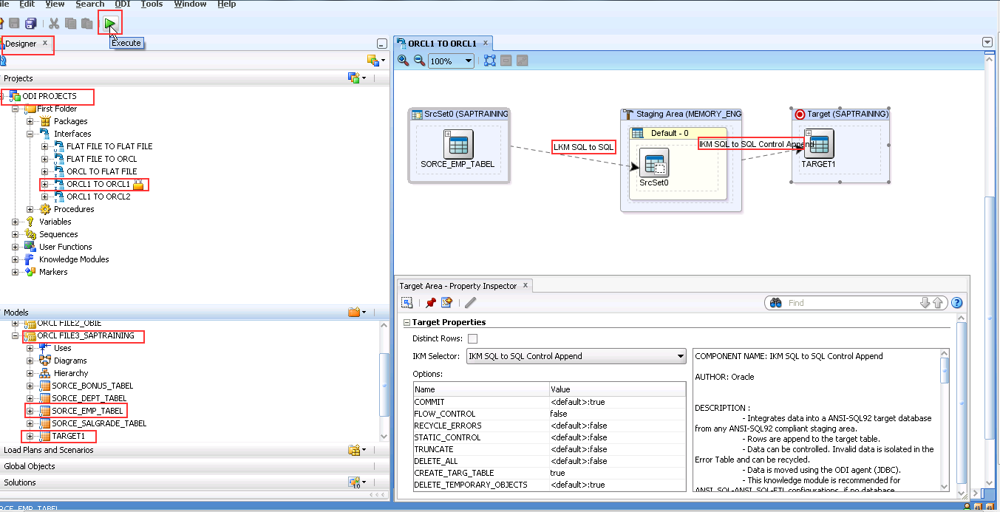 ile Edit View Search ODI Tools Window Help
Execute
Designer x
Projects
ODI PROJECTS
First Folder
Packages
Interfaces
FLAT FILE TO FLAT FILE
FLAT FILE TO ORCL
ORCL TO FLAT FILE
ORCL1 TO ORCL1
ORCL1 TO ORCL2
Procedures
Variables
Sequences
User Functions
Knowledge Modules
Markers
Models
ORCL FILE2_OBIE
ORCL FILE3_SAPTRAINING
Uses
Diagrams
Hierarchy
SORCE_BONUS_TABEL
SORCE_DEPT_TABEL
SORCE_EMP_TABEL
SORCE_SALGRADE_TABEL
TARGET1
Load Plans and Scenarios
Global Objects
Solutions
1.0
RCE_EMP_TABEL
ORCL1 TO ORCL1 x
100%
SrcSet0 (SAPTRAINING
SORCE_EMP_TABEL
LKM SQL to SQL
Staging Area (MEMORY_ENG
Default - 0
SrcSet0
IKM SQL to SQL Control Append
Target (SAPTRAINING)
TARGET1
Target Area - Property Inspector x
Find
Target Properties
Distinct Rows:
IKM Selector: IKM SQL to SQL Control Append
Options:
Name Value
COMMIT <default>:true
FLOW_CONTROL false
RECYCLE_ERRORS <default>:false
STATIC_CONTROL <default>:false
TRUNCATE <default>:false
DELETE_ALL <default>:false
CREATE_TARG_TABLE true
DELETE_TEMPORARY_OBJECTS <default>:true
COMPONENT NAME: IKM SQL to SQL Control Append
AUTHOR: Oracle
DESCRIPTION :
- Integrates data into a ANSI-SQL92 target database
from any ANSI-SQL92 compliant staging area.
- Rows are append to the target table.
- Data can be controlled. Invalid data is isolated in the
Error Table and can be recycled.
- Data is moved using the ODI agent (JDBC).
- This knowledge module is recommended for
ANSI_SQL-ANSI_SQL-ETL configurations, if no database